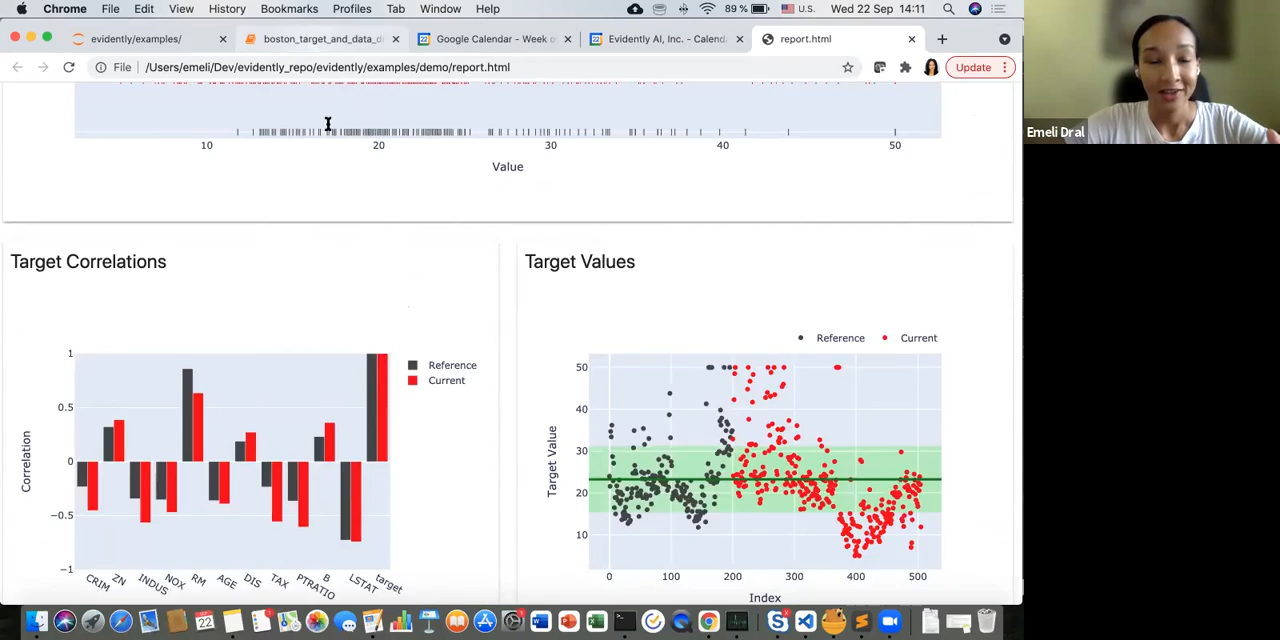 Chrome File Edit View History Bookmarks Profiles Tab Window Help 89 % U.S. Wed 22 Sep 14:11
evidently/examples/ boston_target_and_data_d Google Calendar - Week o Evidently AI, Inc. - Calend report.html
File /Users/emeli/Dev/evidently_repo/evidently/examples/demo/report.html Update
Emeli Dral
10 20 30 40 50
Value
Target Correlations
Target Values
Reference Current
Reference
Current
1
0.5
0
−0.5
−1
Correlation
CRIM ZN INDUS NOX RM AGE DIS TAX PTRATIO B LSTAT target
50
40
30
20
10
Target Value
0 100 200 300 400 500
Index
22